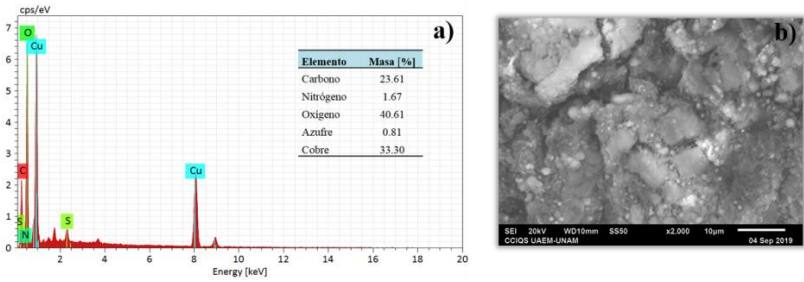 cps/eV
a)
7
6
5
4
3
2
1
0
O
Cu
C
S
N
S
Cu
0 2 4 6 8 10 12 14 16 18 20
Energy [keV]
Elemento Masa [%]
Carbono 23.61
Nitrógeno 1.67
Oxígeno 40.61
Azufre 0.81
Cobre 33.30
b)
SEI 20kV WD10mm SS50 x2,000 10µm
CCIQS UAEM-UNAM 04 Sep 2019